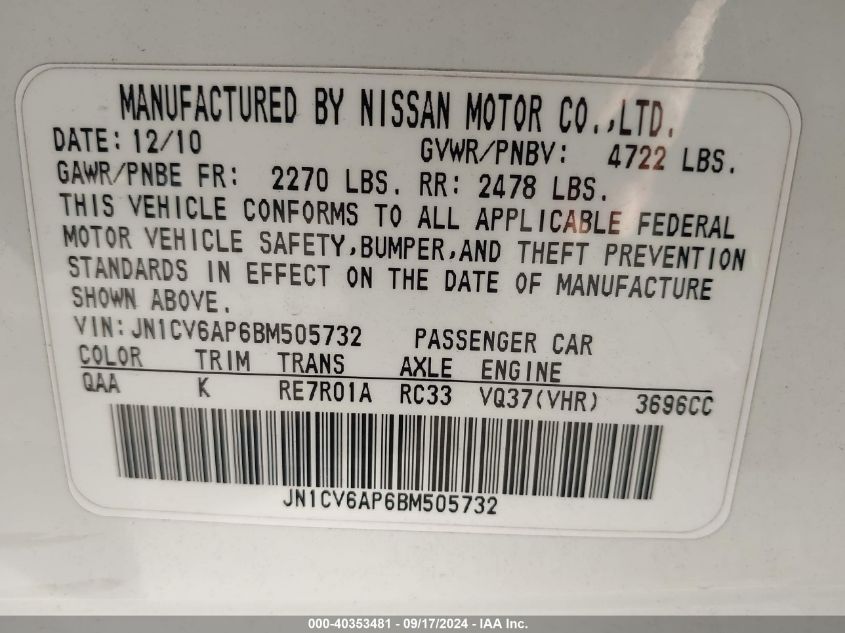 MANUFACTURED BY NISSAN MOTOR CO.,LTD.
DATE: 12/10 GVWR/PNBV: 4722 LBS.
GAWR/PNBE FR: 2270 LBS. RR: 2478 LBS.
THIS VEHICLE CONFORMS TO ALL APPLICABLE FEDERAL
MOTOR VEHICLE SAFETY,BUMPER,AND THEFT PREVENTION
STANDARDS IN EFFECT ON THE DATE OF MANUFACTURE
SHOWN ABOVE.
VIN: JN1CV6AP6BM505732 PASSENGER CAR
COLOR TRIM TRANS AXLE ENGINE
QAA K RE7R01A RC33 VQ37(VHR) 3696CC
JN1CV6AP6BM505732
000-40353481 - 09/17/2024 - IAA Inc.